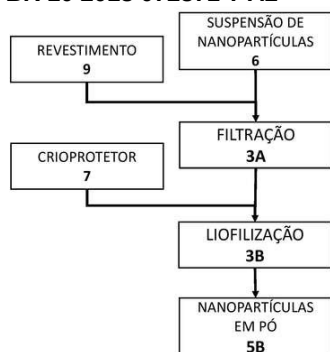 SUSPENSÃO DE
NANOPARTÍCULAS
6
REVESTIMENTO
9
FILTRAÇÃO
3A
CRIOPROTETOR
7
LIOFILIZAÇÃO
3B
NANOPARTÍCULAS
EM PÓ
5B